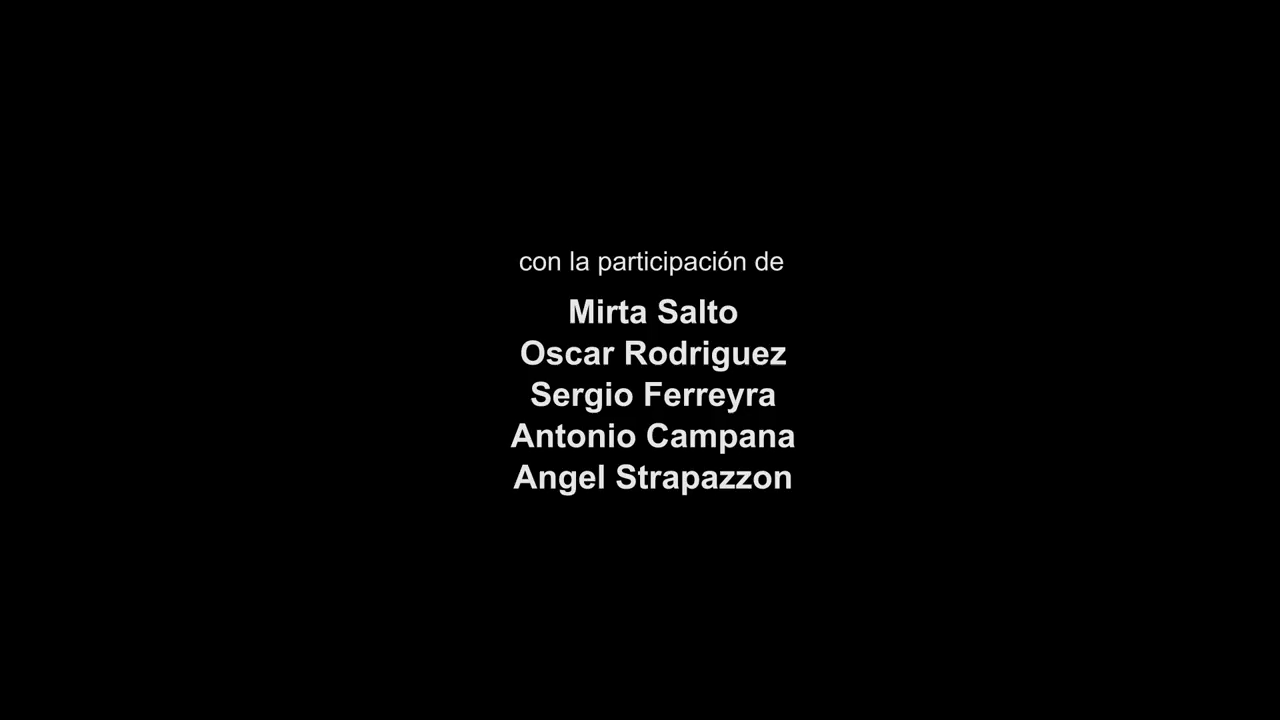 con la participación de
Mirta Salto
Oscar Rodriguez
Sergio Ferreyra
Antonio Campana
Angel Strapazzon